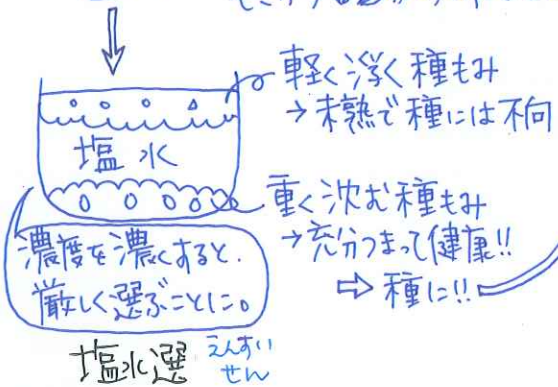 軽く浮く種もみ
→未熟で種には不向
塩水
重く沈む種もみ
→充分つまって健康!!
⇨種に!!
濃度を濃くすると、
厳しく選ぶことに。
塩水選 えんすい
せん